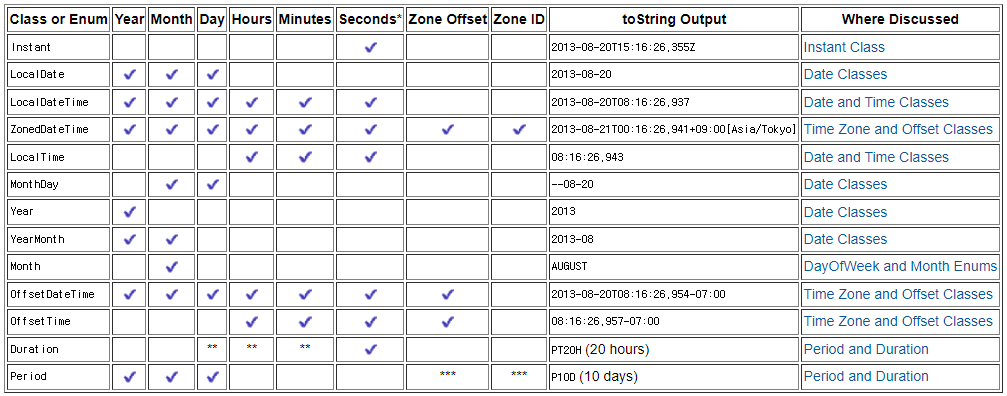 Class or Enum Year Month Day Hours Minutes Seconds* Zone Offset Zone ID toString Output Where Discussed
Instant 2013-08-20T15:16:26,355Z Instant Class
LocalDate 2013-08-20 Date Classes
LocalDateTime 2013-08-20T08:16:26,937 Date and Time Classes
ZonedDateTime 2013-08-21T00:16:26,941+09:00[Asia/Tokyo] Time Zone and Offset Classes
LocalTime 08:16:26,943 Date and Time Classes
MonthDay --08-20 Date Classes
Year 2013 Date Classes
YearMonth 2013-08 Date Classes
Month AUGUST DayOfWeek and Month Enums
OffsetDateTime 2013-08-20T08:16:26,954-07:00 Time Zone and Offset Classes
OffsetTime 08:16:26,957-07:00 Time Zone and Offset Classes
Duration ** ** ** PT20H (20 hours) Period and Duration
Period *** *** P10D (10 days) Period and Duration